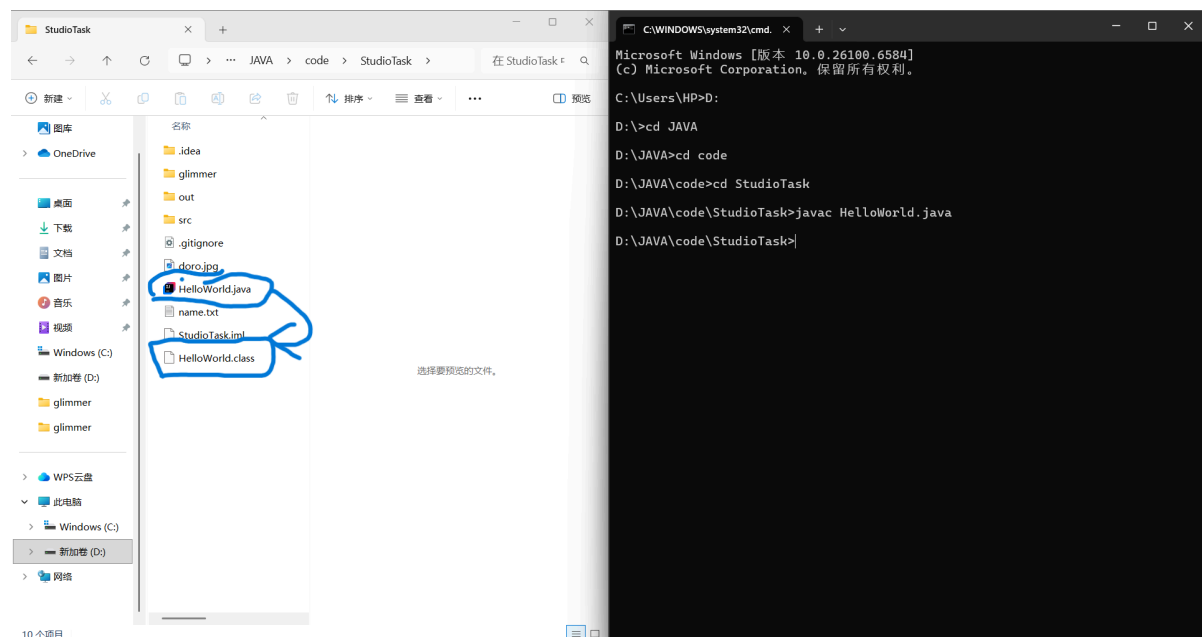 StudioTask
JAVA > code > StudioTask >
在 StudioTask
新建
排序
查看
预览
图库
OneDrive
桌面
下载
文档
图片
音乐
视频
Windows (C:)
新加卷 (D:)
glimmer
glimmer
WPS云盘
此电脑
Windows (C:)
新加卷 (D:)
网络
10 个项目
名称
.idea
glimmer
out
src
.gitignore
doro.jpg
HelloWorld.java
name.txt
StudioTask.iml
HelloWorld.class
选择要预览的文件。
C:\WINDOWS\system32\cmd.
Microsoft Windows [版本 10.0.26100.6584]
(c) Microsoft Corporation。保留所有权利。
C:\Users\HP>D:
D:\>cd JAVA
D:\JAVA>cd code
D:\JAVA\code>cd StudioTask
D:\JAVA\code\StudioTask>javac HelloWorld.java
D:\JAVA\code\StudioTask>